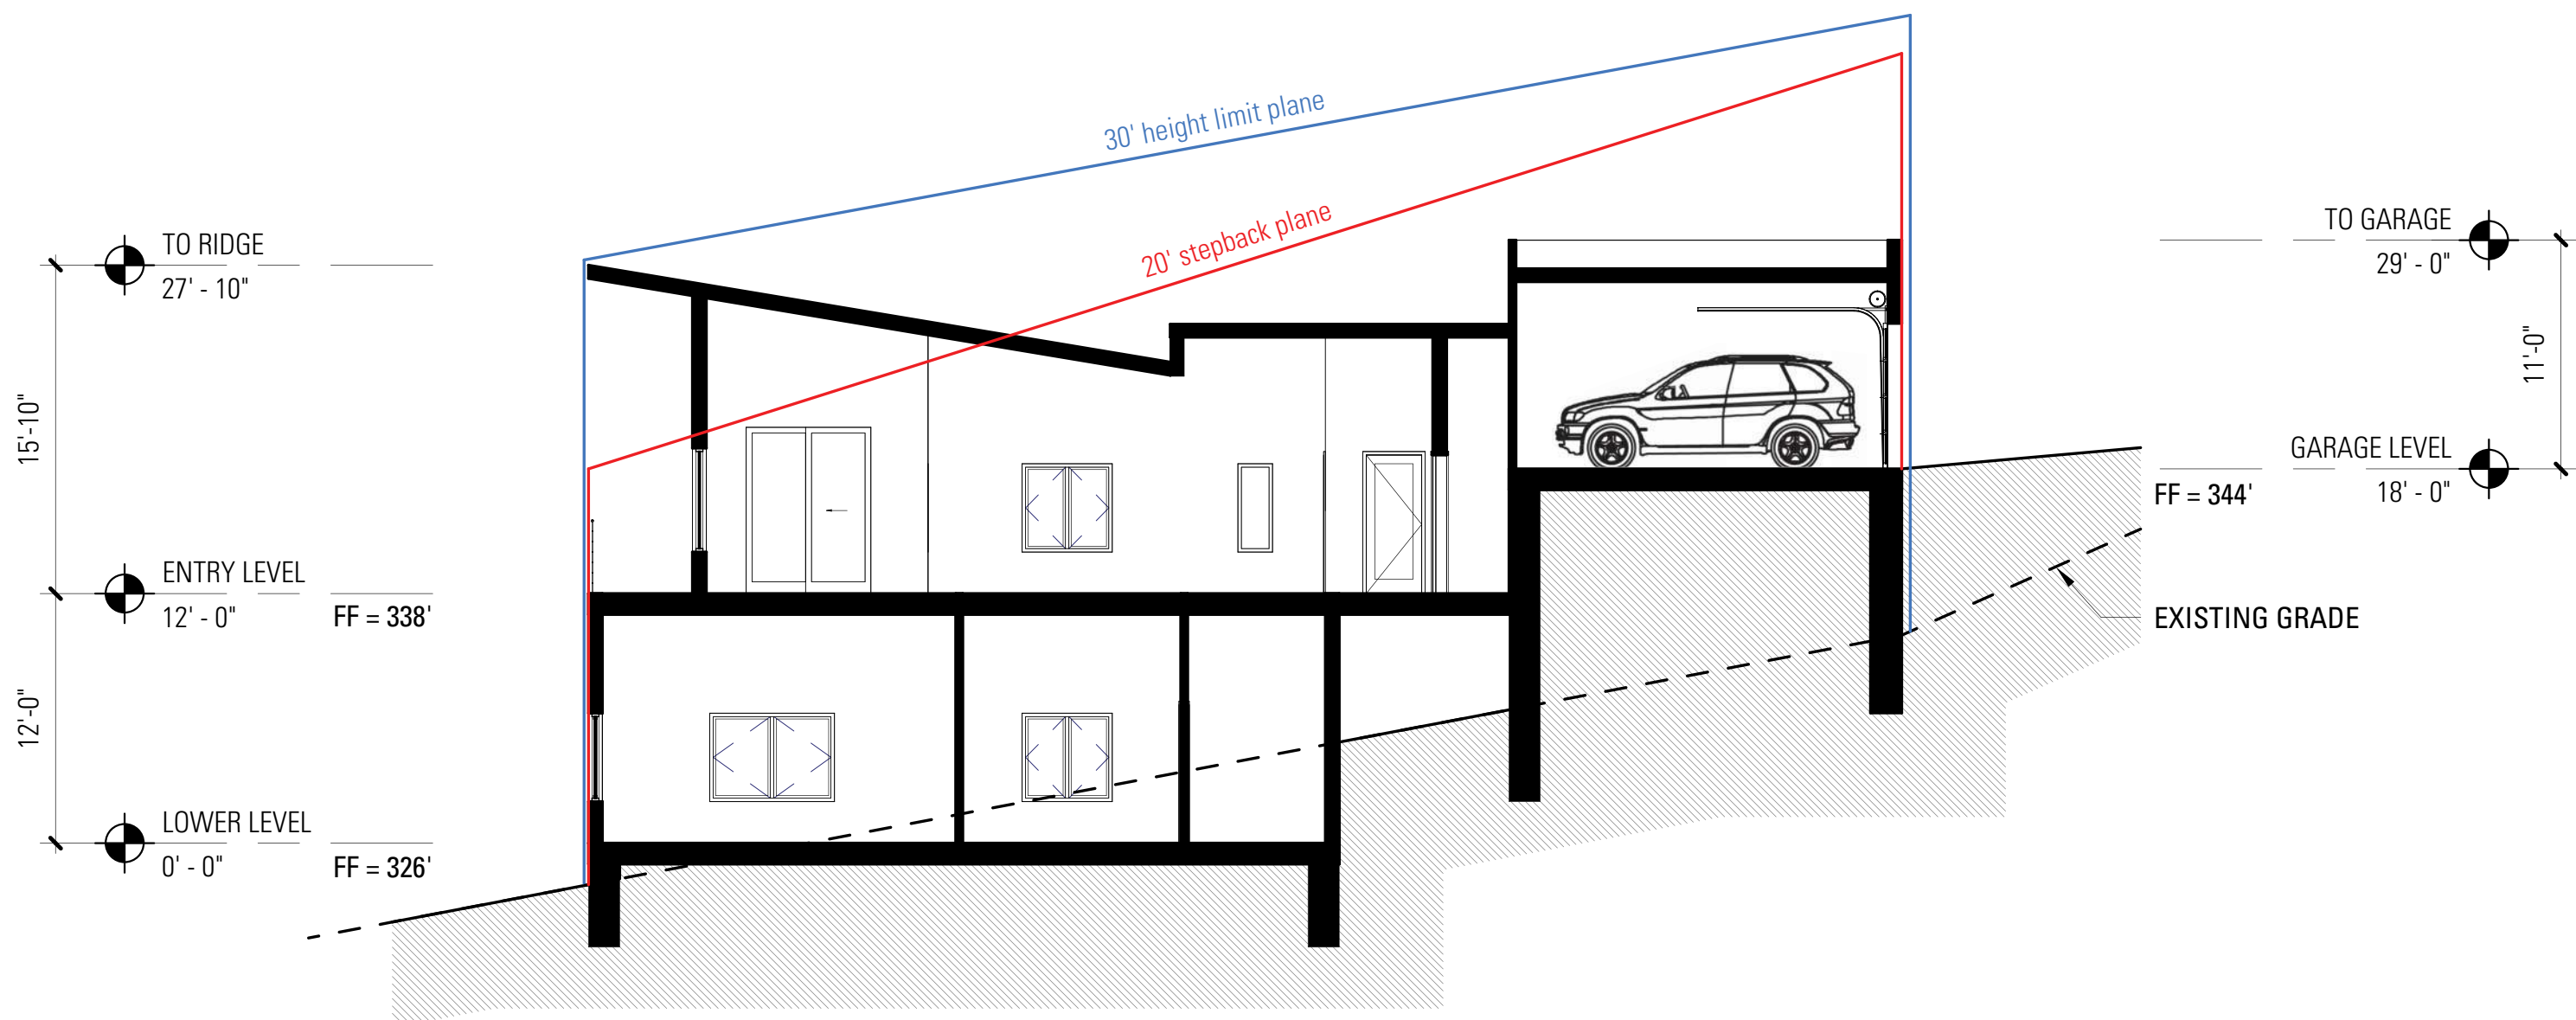 30' height limit plane
20' stepback plane
TO RIDGE
27' - 10"
15'-10"
ENTRY LEVEL
12' - 0"
FF = 338'
12'-0"
LOWER LEVEL
0' - 0"
FF = 326'
TO GARAGE
29' - 0"
11'-0"
GARAGE LEVEL
18' - 0"
FF = 344'
EXISTING GRADE